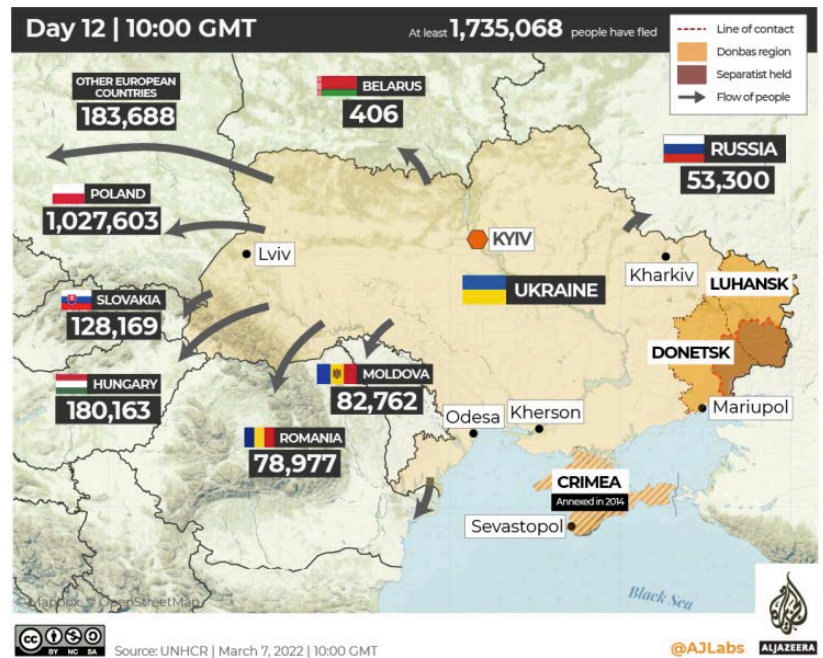 Day 12 | 10:00 GMT
At least 1,735,068 people have fled
Line of contact
Donbas region
Separatist held
Flow of people
OTHER EUROPEAN
COUNTRIES
183,688
BELARUS
406
RUSSIA
53,300
POLAND
1,027,603
Lviv
KYIV
Kharkiv
UKRAINE
LUHANSK
SLOVAKIA
128,169
DONETSK
HUNGARY
180,163
MOLDOVA
82,762
Mariupol
Odesa
Kherson
ROMANIA
78,977
CRIMEA
Annexed in 2014
Sevastopol
Black Sea
© Mapbox, © OpenStreetMap
CC BY NC SA
Source: UNHCR | March 7, 2022 | 10:00 GMT
@AJLabs
ALJAZEERA